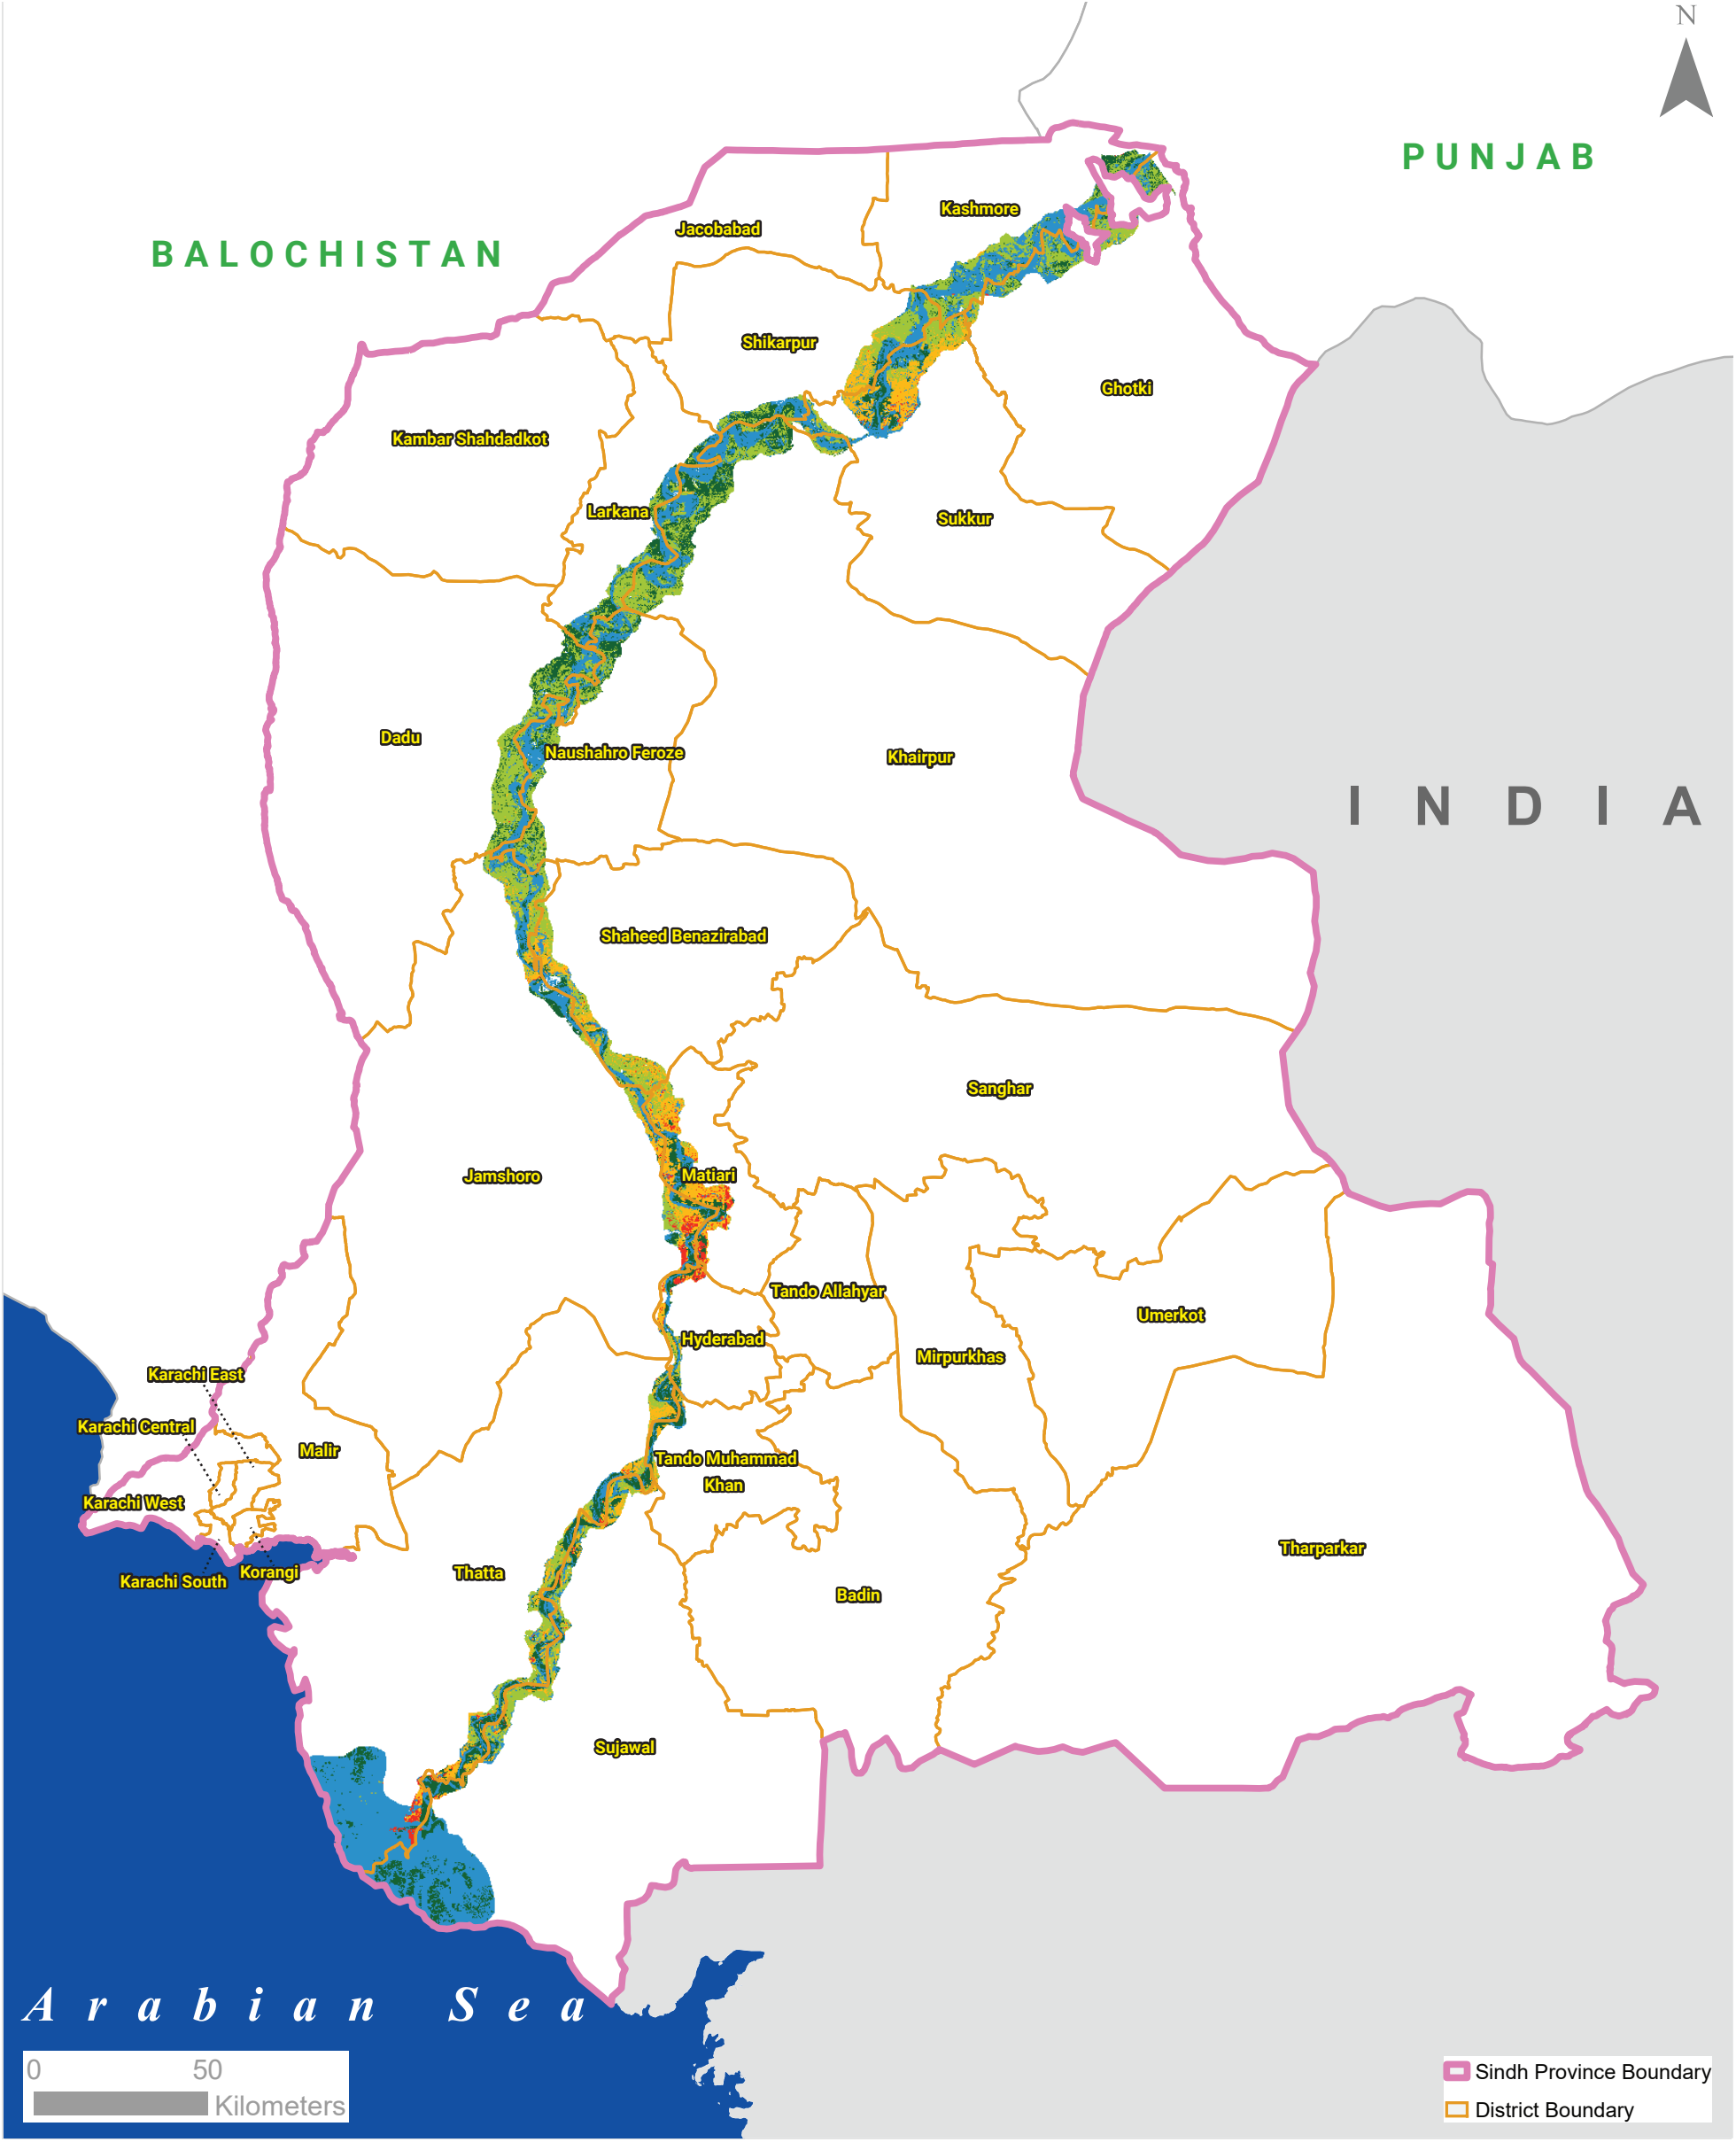 N
PUNJAB
BALOCHISTAN
Kashmore
Jacobabad
Shikarpur
Ghotki
Kambar Shahdadkot
Larkana
Sukkur
Dadu
Naushahro Feroze
Khairpur
INDIA
Shaheed Benazirabad
Sanghar
Jamshoro
Matiari
Tando Allahyar
Umerkot
Hyderabad
Mirpurkhas
Karachi East
Karachi Central
Malir
Tando Muhammad
Khan
Karachi West
Tharparkar
Korangi
Thatta
Karachi South
Badin
Sujawal
Arabian Sea
0 50
Kilometers
Sindh Province Boundary
District Boundary